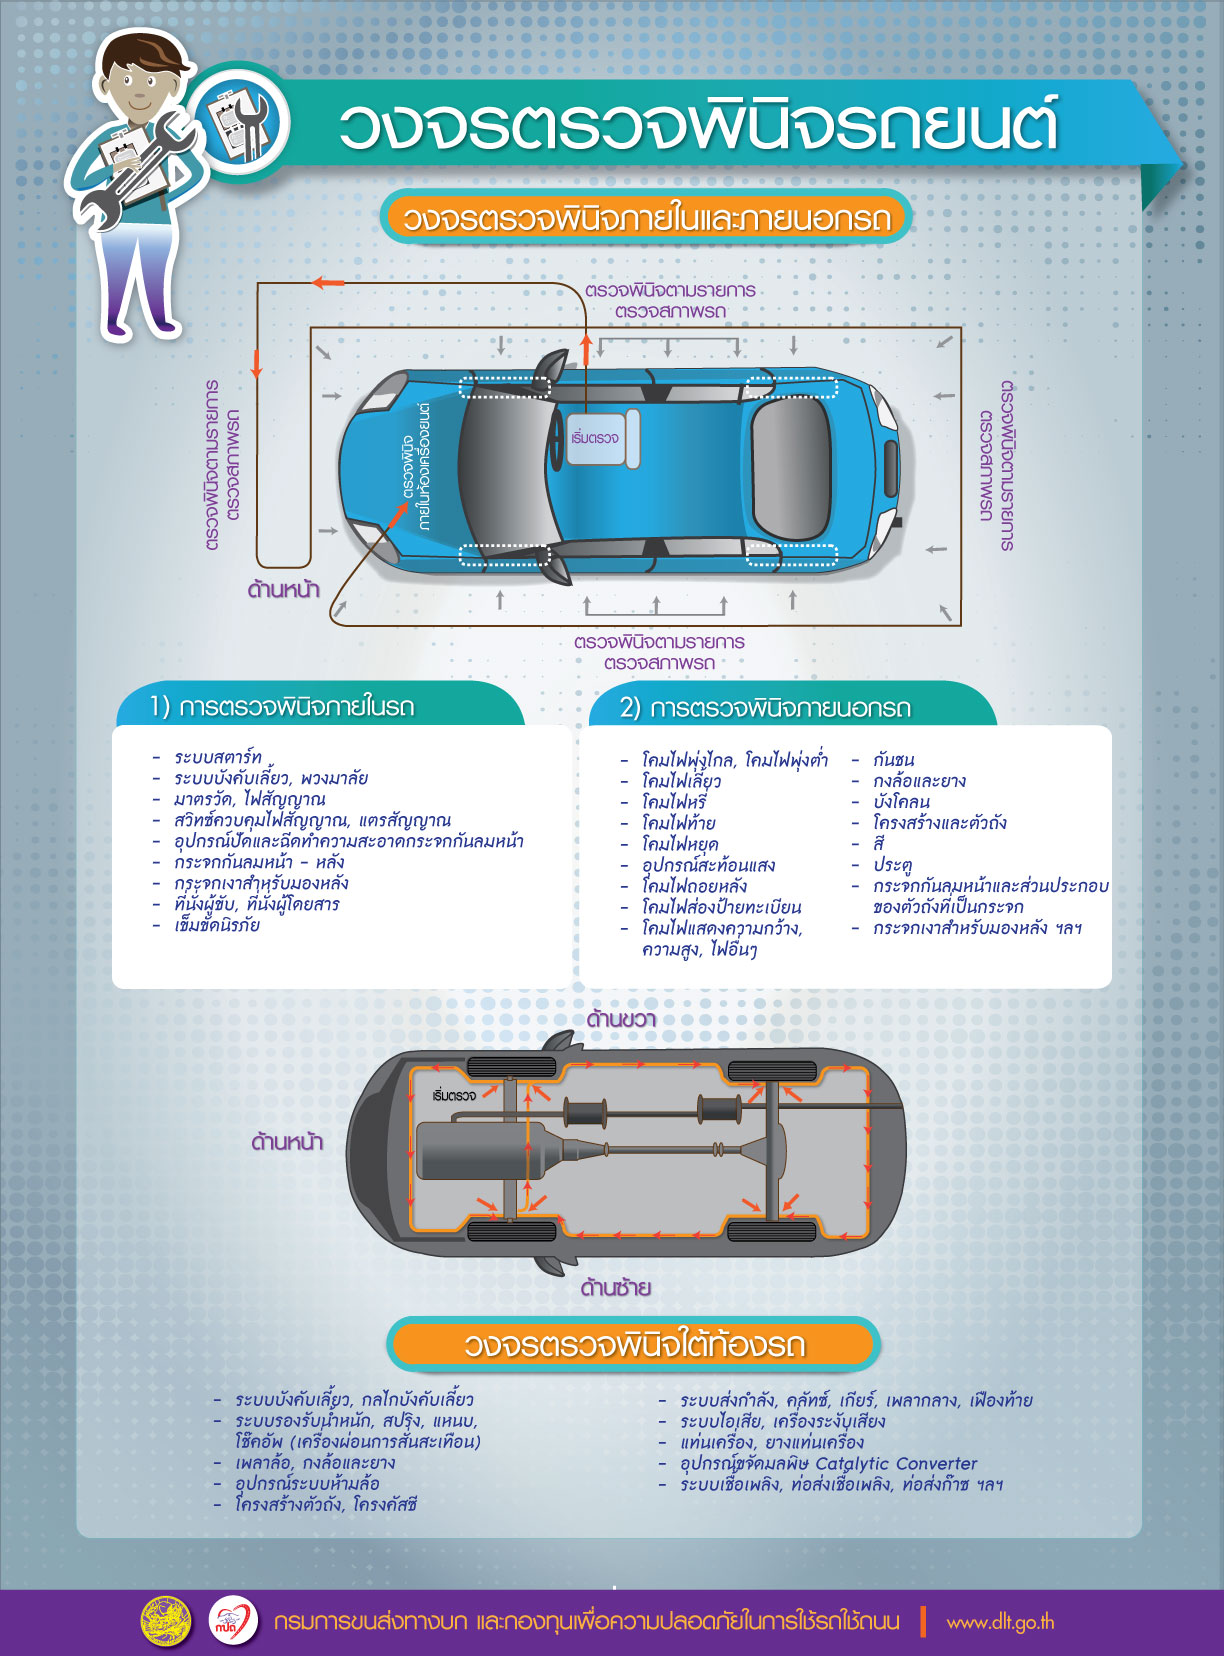 วงจรตรวจพินิจรถยนต์
วงจรตรวจพินิจภายในและภายนอกรถ
ตรวจพินิจตามรายการ
ตรวจสภาพรถ
ตรวจพินิจตามรายการ
ตรวจสภาพรถ
ตรวจพินิจ
ภายในห้องเครื่องยนต์
เริ่มตรวจ
ตรวจพินิจตามรายการ
ตรวจสภาพรถ
ด้านหน้า
ตรวจพินิจตามรายการ
ตรวจสภาพรถ
1) การตรวจพินิจภายในรถ
- ระบบสตาร์ท
- ระบบบังคับเลี้ยว, พวงมาลัย
- มาตรวัด, ไฟสัญญาณ
- สวิทซ์ควบคุมไฟสัญญาณ, แตรสัญญาณ
- อุปกรณ์ปัดและฉีดทำความสะอาดกระจกกันลมหน้า
- กระจกกันลมหน้า - หลัง
- กระจกเงาสำหรับมองหลัง
- ที่นั่งผู้ขับ, ที่นั่งผู้โดยสาร
- เข็มขัดนิรภัย
2) การตรวจพินิจภายนอกรถ
- โคมไฟพุ่งไกล, โคมไฟพุ่งต่ำ
- โคมไฟเลี้ยว
- โคมไฟหรี่
- โคมไฟท้าย
- โคมไฟหยุด
- อุปกรณ์สะท้อนแสง
- โคมไฟถอยหลัง
- โคมไฟส่องป้ายทะเบียน
- โคมไฟแสดงความกว้าง,
ความสูง, ไฟอื่นๆ
- กันชน
- กงล้อและยาง
- บังโคลน
- โครงสร้างและตัวถัง
- สี
- ประตู
- กระจกกันลมหน้าและส่วนประกอบ
ของตัวถังที่เป็นกระจก
- กระจกเงาสำหรับมองหลัง ฯลฯ
ด้านขวา
เริ่มตรวจ
ด้านหน้า
ด้านซ้าย
วงจรตรวจพินิจใต้ท้องรถ
- ระบบบังคับเลี้ยว, กลไกบังคับเลี้ยว
- ระบบรองรับน้ำหนัก, สปริง, แหนบ,
โช๊คอัพ (เครื่องผ่อนการสั่นสะเทือน)
- เพลาล้อ, กงล้อและยาง
- อุปกรณ์ระบบห้ามล้อ
- โครงสร้างตัวถัง, โครงคัสซี
- ระบบส่งกำลัง, คลัทซ์, เกียร์, เพลากลาง, เฟืองท้าย
- ระบบไอเสีย, เครื่องระงับเสียง
- แท่นเครื่อง, ยางแท่นเครื่อง
- อุปกรณ์ขจัดมลพิษ Catalytic Converter
- ระบบเชื้อเพลิง, ท่อส่งเชื้อเพลิง, ท่อส่งก๊าซ ฯลฯ
กปถ
กรมการขนส่งทางบก และกองทุนเพื่อความปลอดภัยในการใช้รถใช้ถนน | www.dlt.go.th